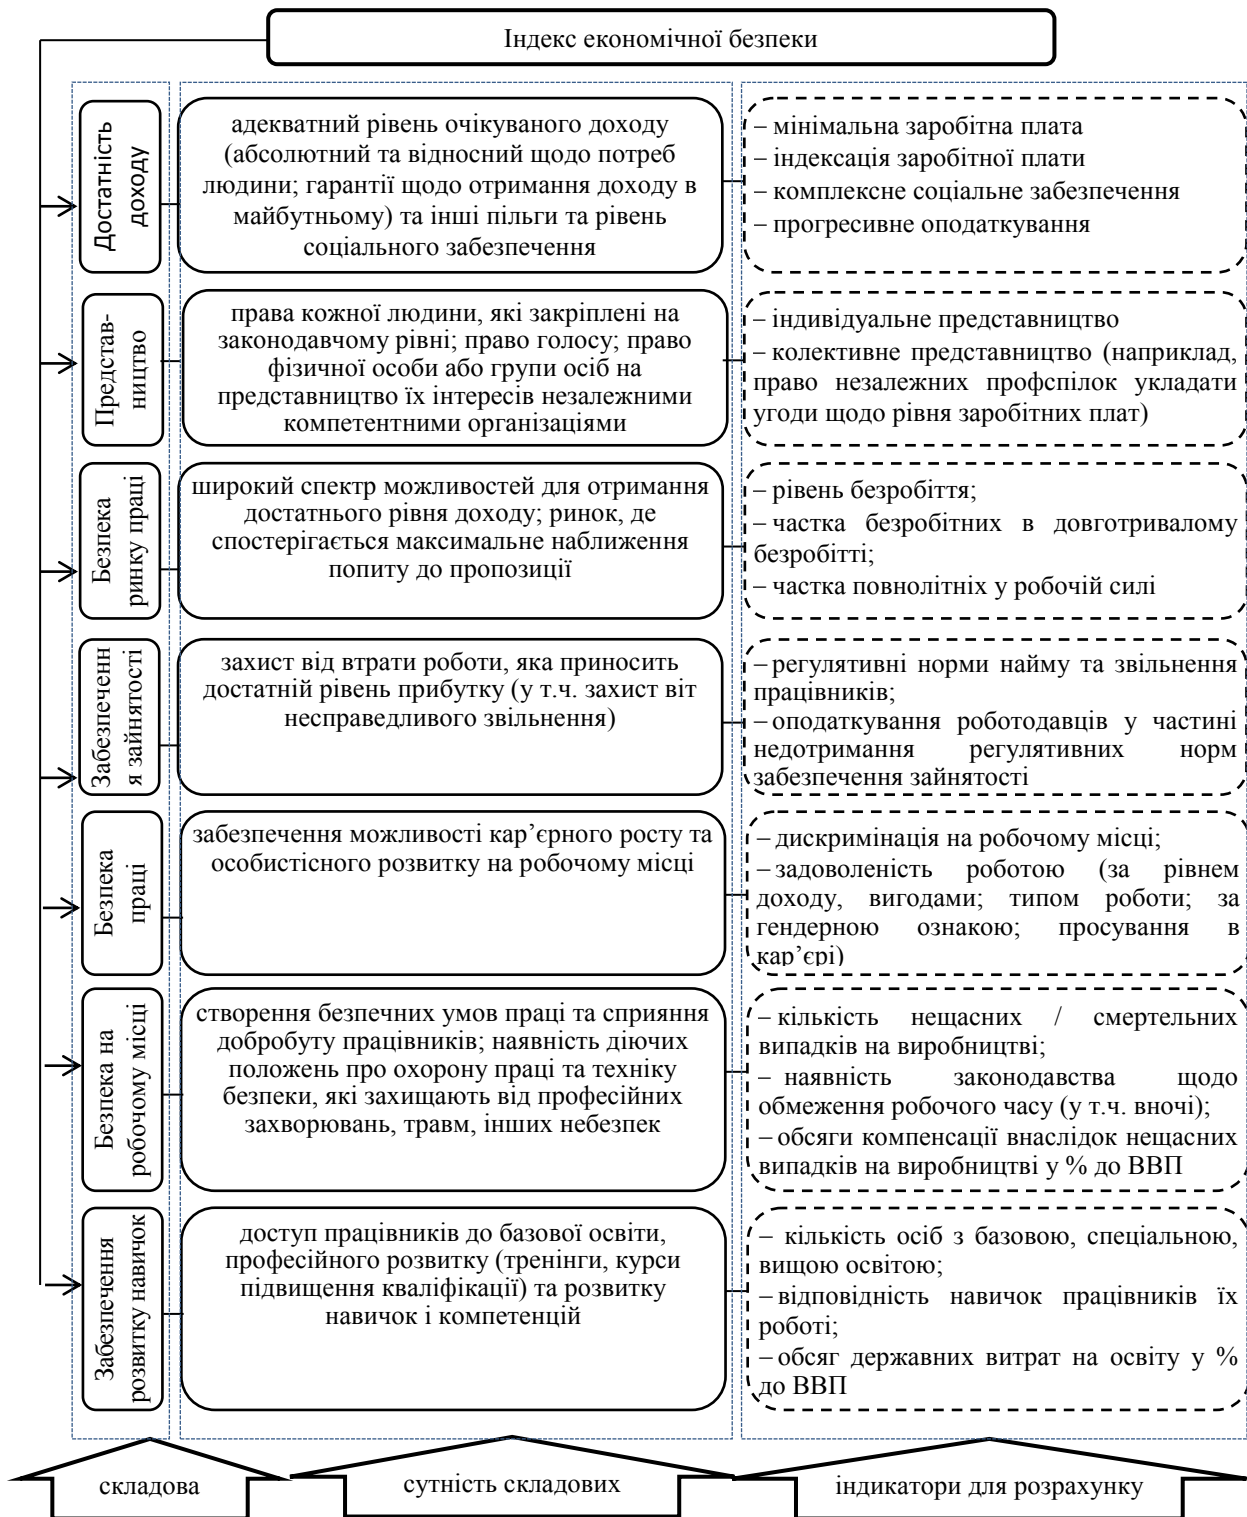 Індекс економічної безпеки
Достатність
доходу
адекватний рівень очікуваного доходу
(абсолютний та відносний щодо потреб
людини; гарантії щодо отримання доходу в
майбутньому) та інші пільги та рівень
соціального забезпечення
– мінімальна заробітна плата
– індексація заробітної плати
– комплексне соціальне забезпечення
– прогресивне оподаткування
Представ-
ництво
права кожної людини, які закріплені на
законодавчому рівні; право голосу; право
фізичної особи або групи осіб на
представництво їх інтересів незалежними
компетентними організаціями
– індивідуальне представництво
– колективне представництво (наприклад,
право незалежних профспілок укладати
угоди щодо рівня заробітних плат)
Безпека
ринку праці
широкий спектр можливостей для отримання
достатнього рівня доходу; ринок, де
спостерігається максимальне наближення
попиту до пропозиції
– рівень безробіття;
– частка безробітних в довготривалому
безробітті;
– частка повнолітніх у робочій силі
Забезпеченн
я зайнятості
захист від втрати роботи, яка приносить
достатній рівень прибутку (у т.ч. захист віт
несправедливого звільнення)
– регулятивні норми найму та звільнення
працівників;
– оподаткування роботодавців у частині
недотримання регулятивних норм
забезпечення зайнятості
Безпека
праці
забезпечення можливості кар’єрного росту та
особистісного розвитку на робочому місці
– дискримінація на робочому місці;
– задоволеність роботою (за рівнем
доходу, вигодами; типом роботи; за
гендерною ознакою; просування в
кар’єрі)
Безпека на
робочому місці
створення безпечних умов праці та сприяння
добробуту працівників; наявність діючих
положень про охорону праці та техніку
безпеки, які захищають від професійних
захворювань, травм, інших небезпек
– кількість нещасних / смертельних
випадків на виробництві;
– наявність законодавства щодо
обмеження робочого часу (у т.ч. вночі);
– обсяги компенсації внаслідок нещасних
випадків на виробництві у % до ВВП
Забезпечення
розвитку навичок
доступ працівників до базової освіти,
професійного розвитку (тренінги, курси
підвищення кваліфікації) та розвитку
навичок і компетенцій
– кількість осіб з базовою, спеціальною,
вищою освітою;
– відповідність навичок працівників їх
роботі;
– обсяг державних витрат на освіту у %
до ВВП
складова
сутність складових
індикатори для розрахунку